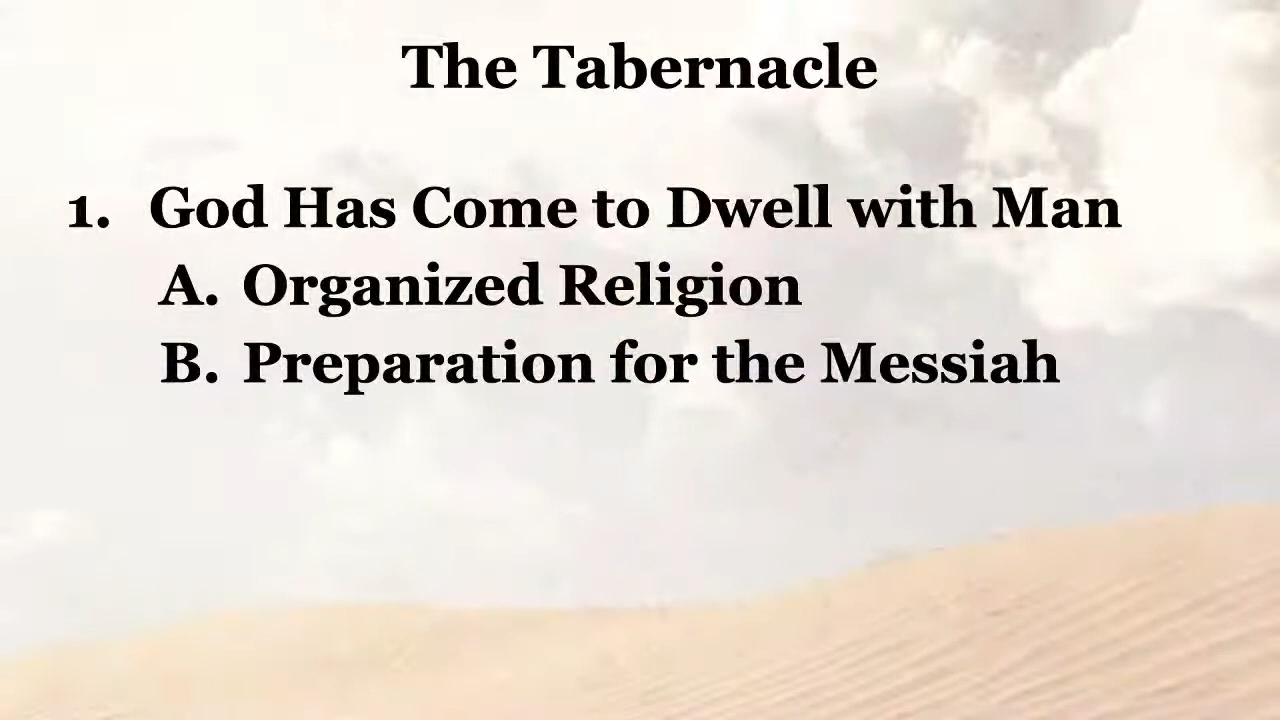 The Tabernacle
1. God Has Come to Dwell with Man
A. Organized Religion
B. Preparation for the Messiah